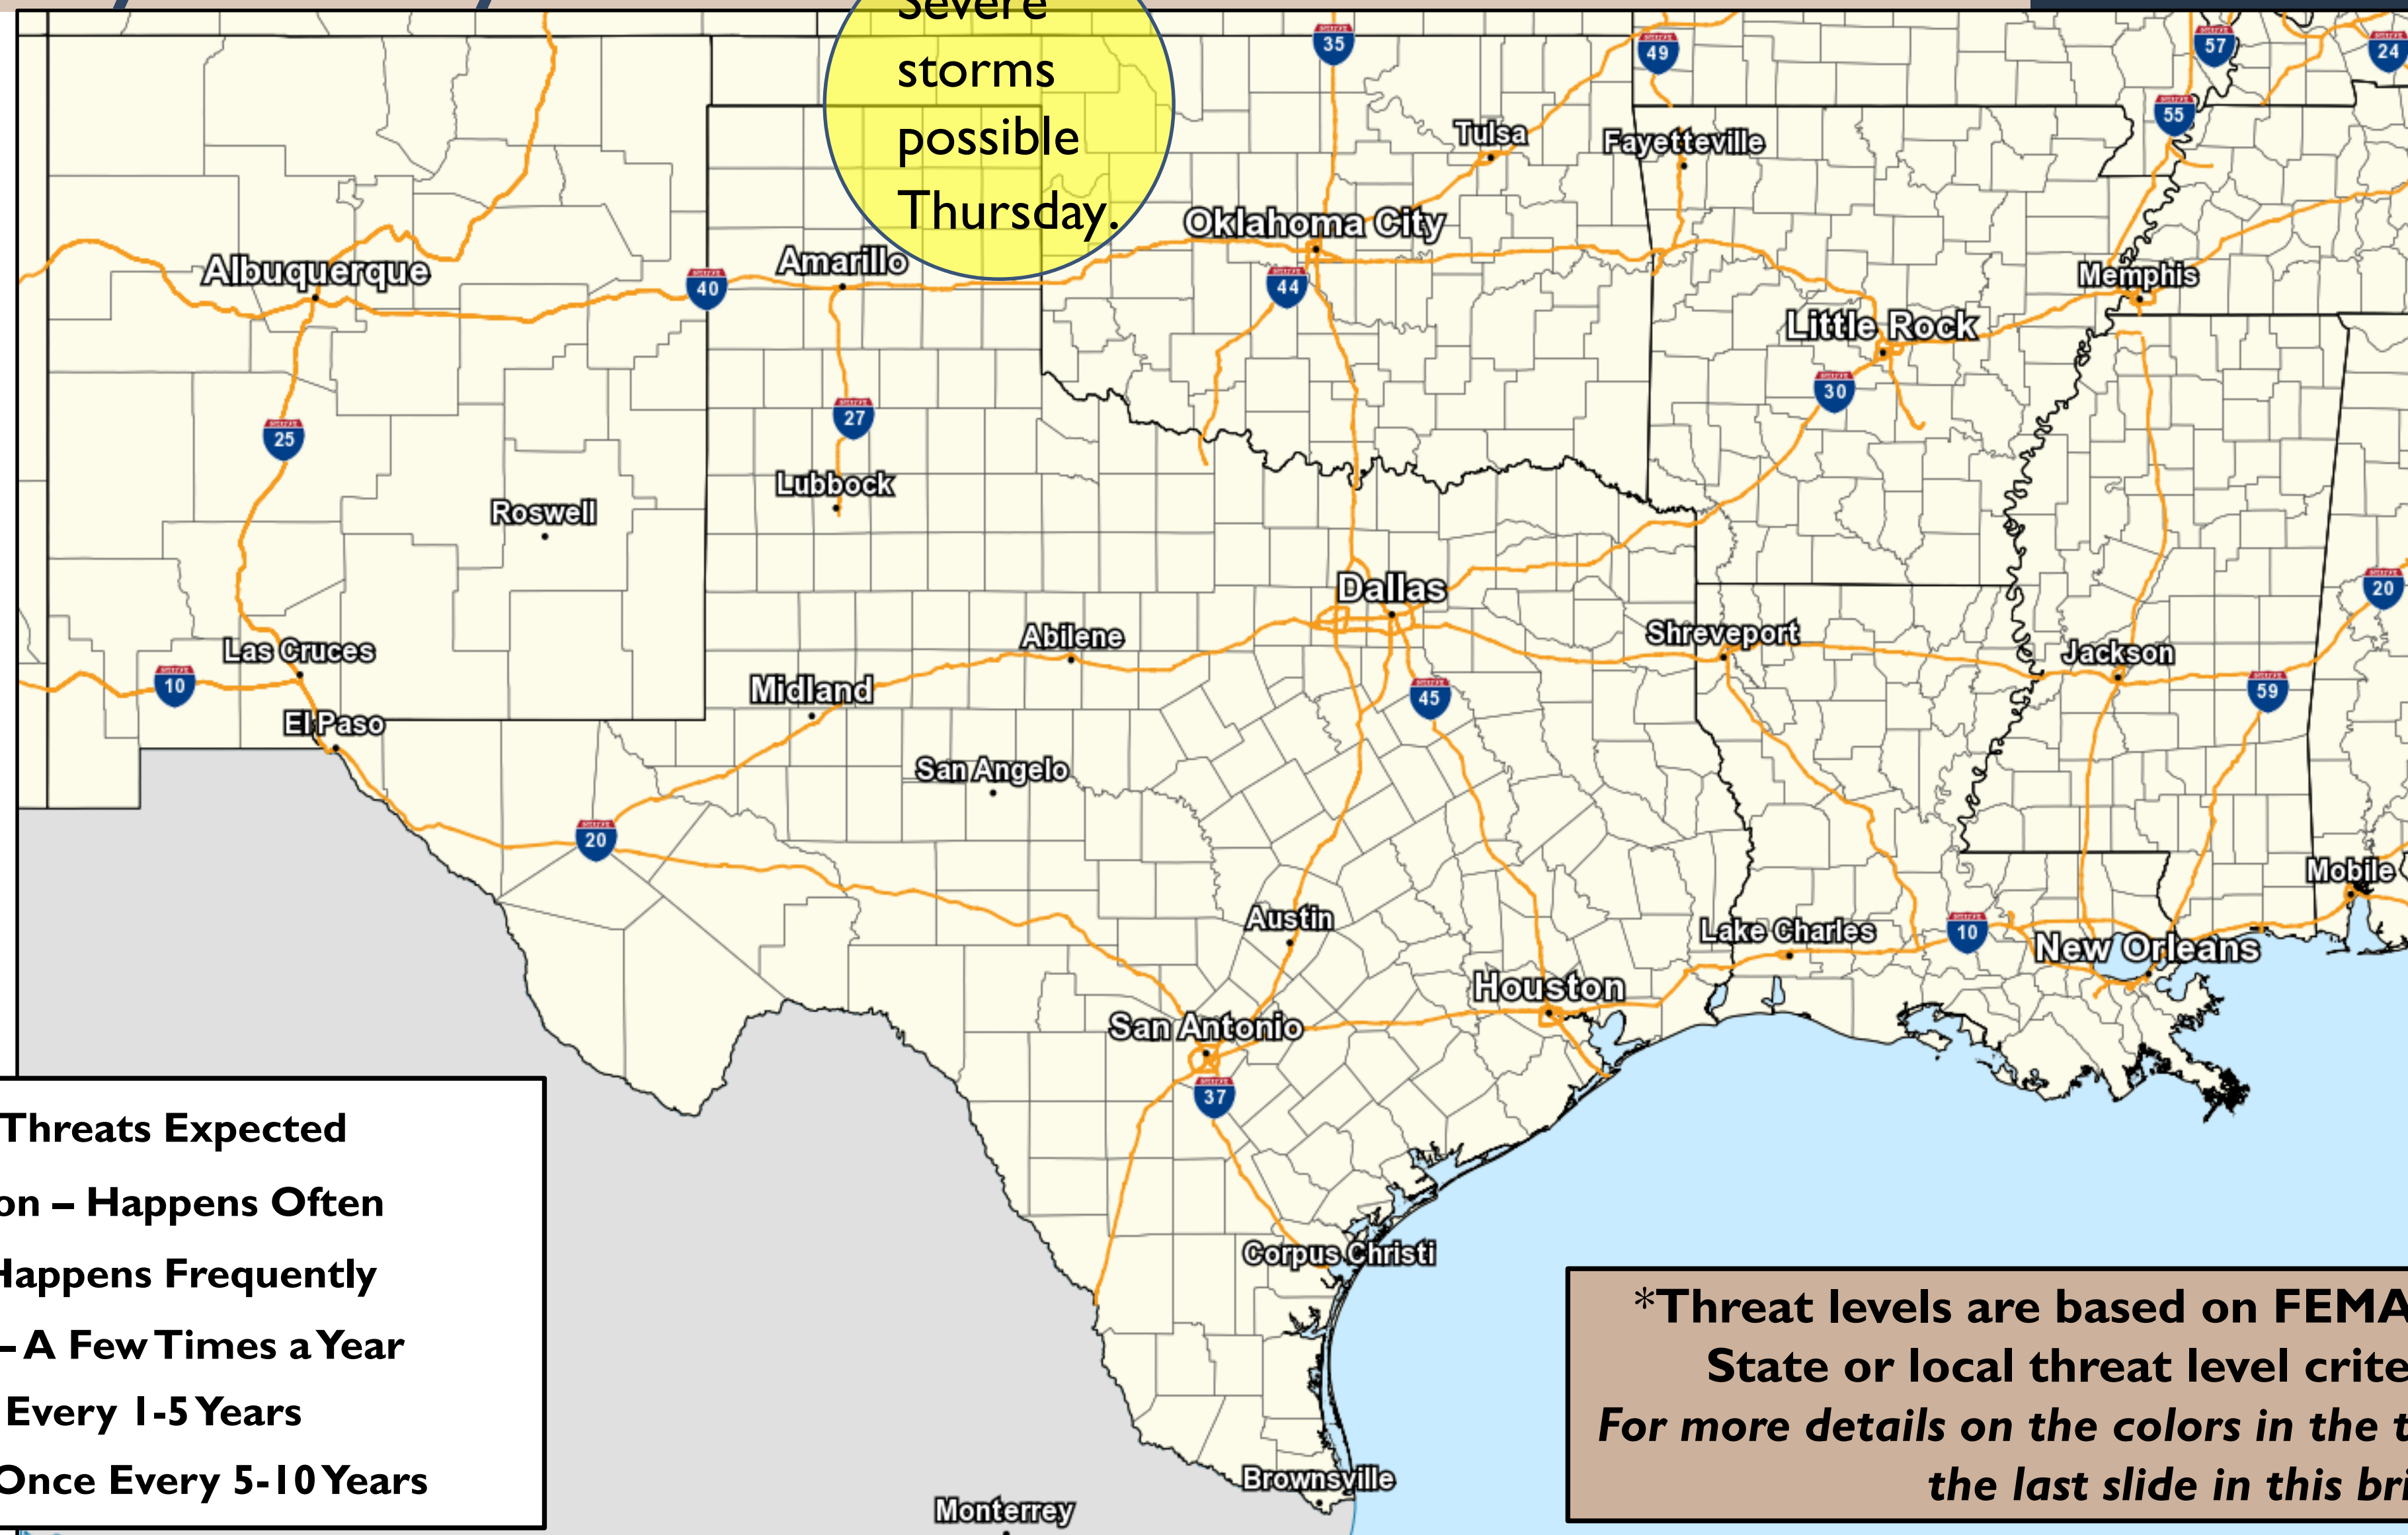 Severe
storms
possible
Thursday.
35
49
57
24
55
Tulsa
Fayetteville
Oklahoma City
Albuquerque
Amarillo
40
44
Memphis
Little Rock
30
25
27
Lubbock
Roswell
Dallas
20
Las Cruces
Abilene
Shreveport
Jackson
10
Midland
45
59
El Paso
San Angelo
20
Mobile
Austin
Lake Charles
10
New Orleans
Houston
San Antonio
37
Corpus Christi
Brownsville
Monterrey
Threats Expected
on – Happens Often
Happens Frequently
– A Few Times a Year
Every 1-5 Years
Once Every 5-10 Years
*Threat levels are based on FEMA
State or local threat level crite
For more details on the colors in the t
the last slide in this bri